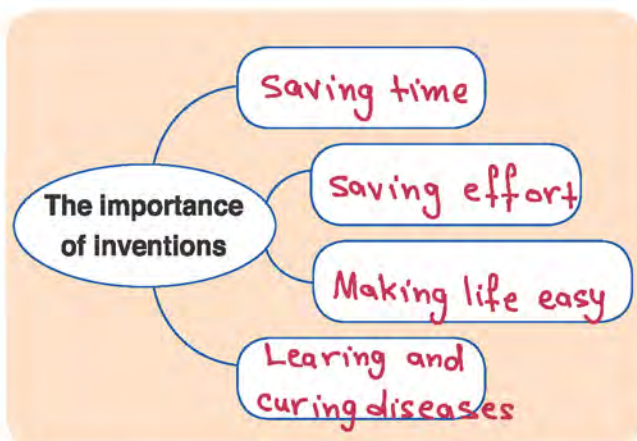 Saving time
The importance
of inventions
Saving effort
Making life easy
Learing and
curing diseases